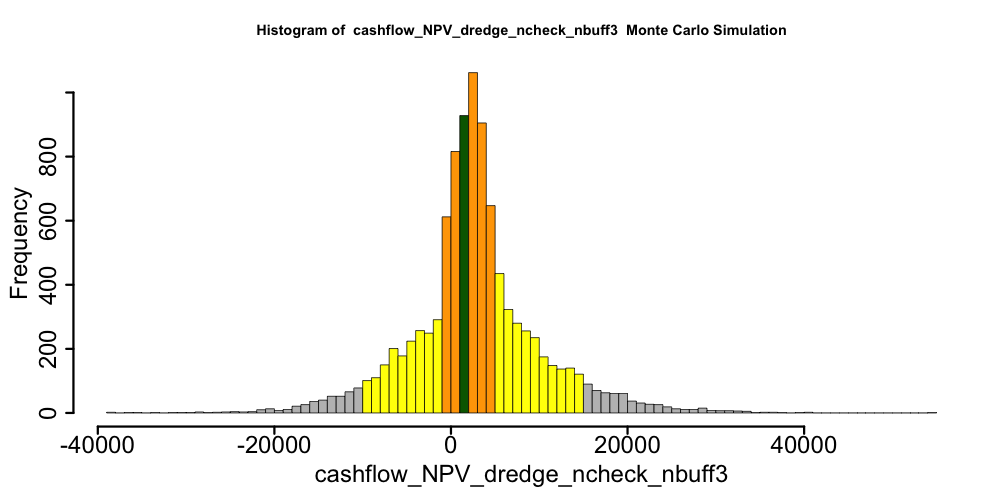 Histogram of  cashflow_NPV_dredge_ncheck_nbuff3  Monte Carlo Simulation
Frequency
800
600
400
200
0
-40000 -20000 0 20000 40000
cashflow_NPV_dredge_ncheck_nbuff3